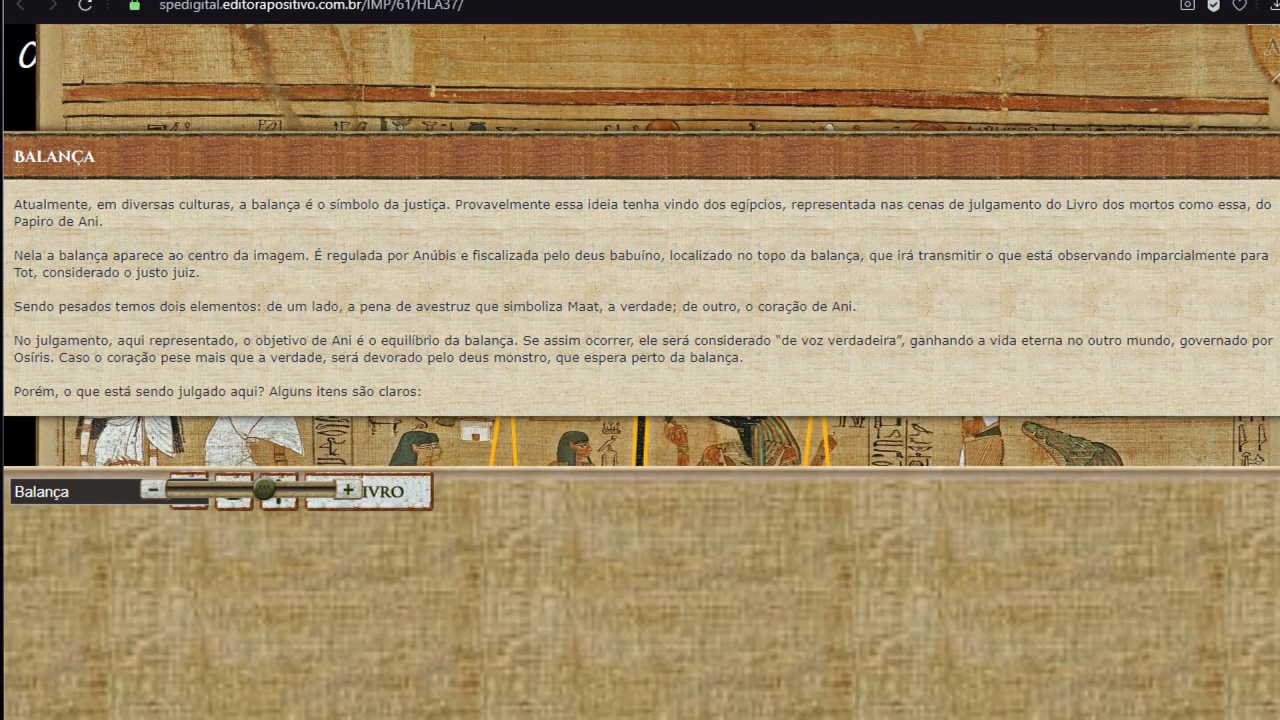 spedigital.editorapositivo.com.br/IMP/61/HLA37/
O
BALANÇA
Atualmente, em diversas culturas, a balança é o símbolo da justiça. Provavelmente essa ideia tenha vindo dos egípcios, representada nas cenas de julgamento do Livro dos mortos como essa, do
Papiro de Ani.
Nela a balança aparece ao centro da imagem. É regulada por Anúbis e fiscalizada pelo deus babuíno, localizado no topo da balança, que irá transmitir o que está observando imparcialmente para
Tot, considerado o justo juiz.
Sendo pesados temos dois elementos: de um lado, a pena de avestruz que simboliza Maat, a verdade; de outro, o coração de Ani.
No julgamento, aqui representado, o objetivo de Ani é o equilíbrio da balança. Se assim ocorrer, ele será considerado “de voz verdadeira”, ganhando a vida eterna no outro mundo, governado por
Osíris. Caso o coração pese mais que a verdade, será devorado pelo deus monstro, que espera perto da balança.
Porém, o que está sendo julgado aqui? Alguns itens são claros:
Balança − + IVRO